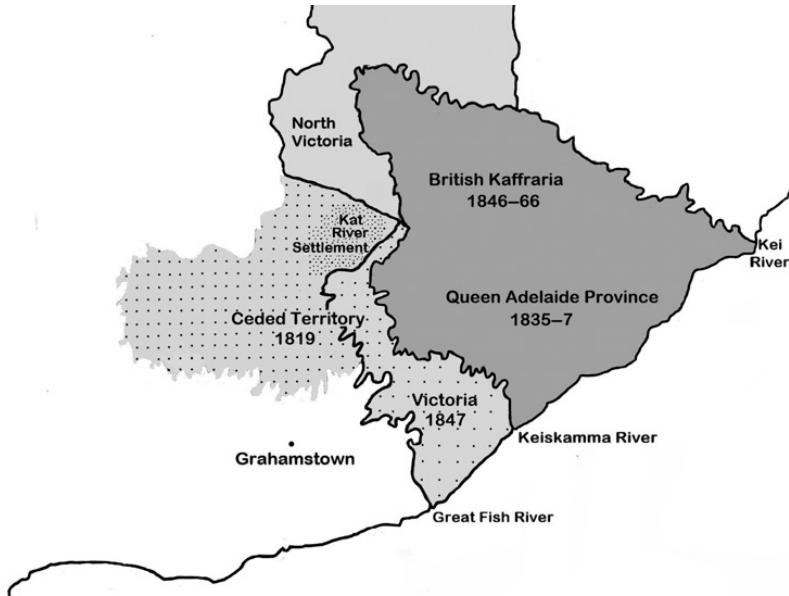 North
Victoria
British Kaffraria
1846–66
Kat
River
Settlement
Kei
River
Queen Adelaide Province
1835–7
Ceded Territory
1819
Victoria
1847
Keiskamma River
Grahamstown
Great Fish River